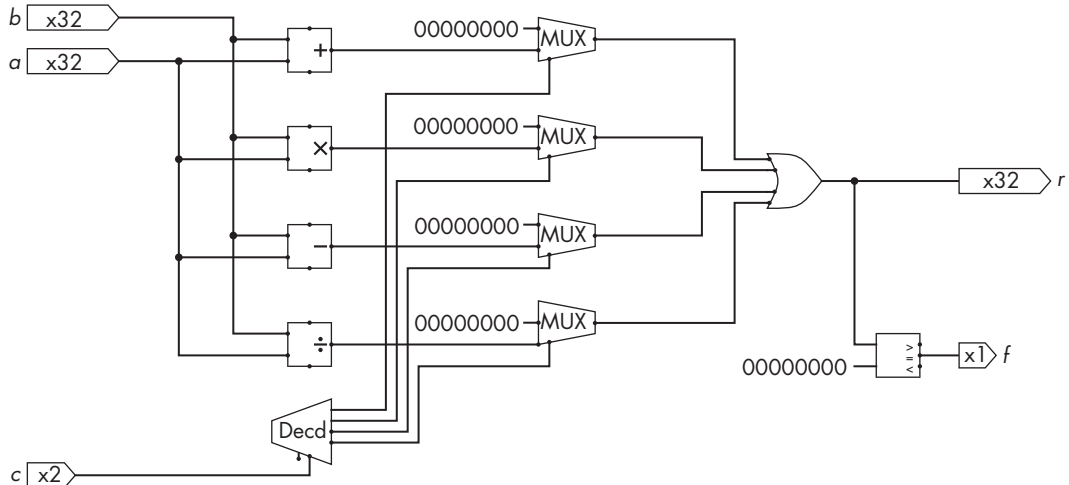 b x32
a x32
+
00000000 MUX
×
00000000 MUX
x32 r
−
00000000 MUX
÷
00000000 MUX
00000000
>
=
<
x1 f
Decd
c x2